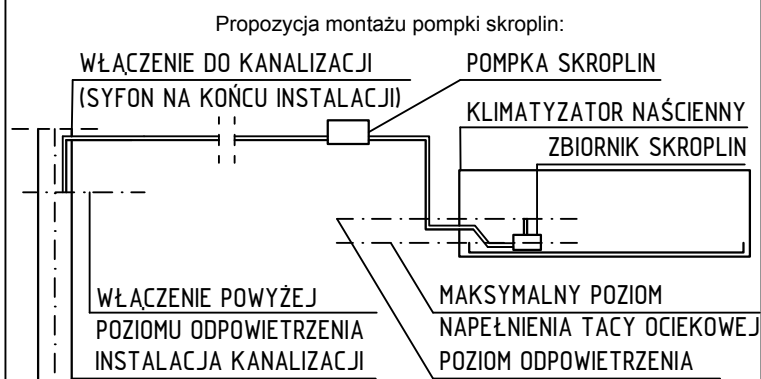 Propozycja montażu pompki skroplin:
WŁĄCZENIE DO KANALIZACJI
(SYFON NA KOŃCU INSTALACJI)
POMPKA SKROPLIN
KLIMATYZATOR NAŚCIENNY
ZBIORNIK SKROPLIN
WŁĄCZENIE POWYŻEJ
POZIOMU ODPOWIETRZENIA
INSTALACJA KANALIZACJI
MAKSYMALNY POZIOM
NAPEŁNIENIA TACY OCIEKOWEJ
POZIOM ODPOWIETRZENIA